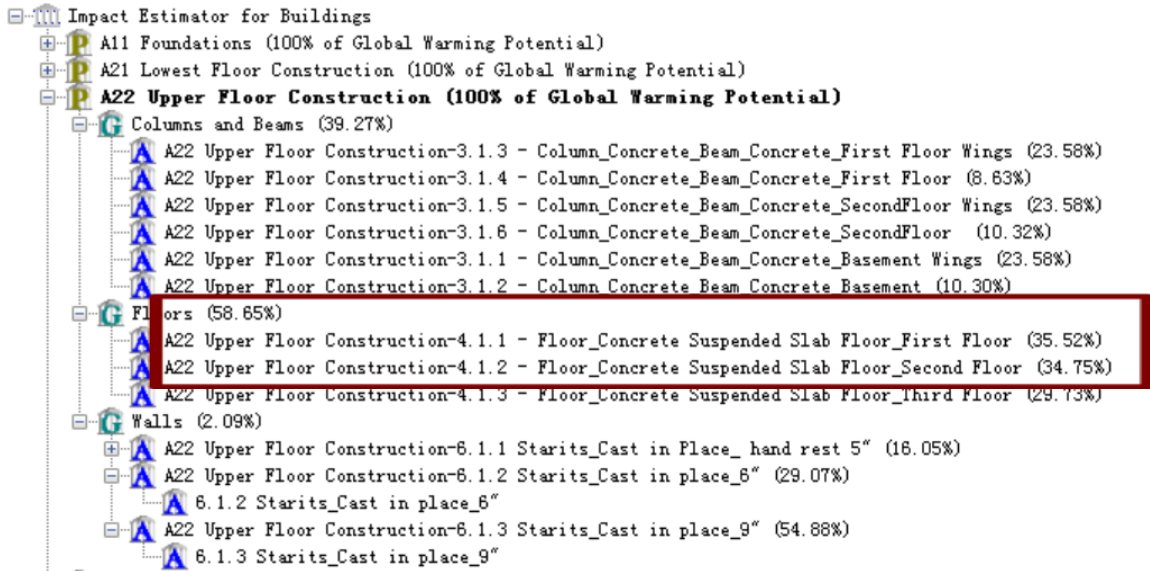 Impact Estimator for Buildings
A11 Foundations (100% of Global Warming Potential)
A21 Lowest Floor Construction (100% of Global Warming Potential)
A22 Upper Floor Construction (100% of Global Warming Potential)
Columns and Beams (39.27%)
A22 Upper Floor Construction-3.1.3 - Column_Concrete_Beam_Concrete_First Floor Wings (23.58%)
A22 Upper Floor Construction-3.1.4 - Column_Concrete_Beam_Concrete_First Floor (8.63%)
A22 Upper Floor Construction-3.1.5 - Column_Concrete_Beam_Concrete_SecondFloor Wings (23.58%)
A22 Upper Floor Construction-3.1.6 - Column_Concrete_Beam_Concrete_SecondFloor (10.32%)
A22 Upper Floor Construction-3.1.1 - Column_Concrete_Beam_Concrete_Basement Wings (23.58%)
A22 Upper Floor Construction-3.1.2 - Column_Concrete_Beam_Concrete_Basement (10.30%)
Floors (58.65%)
A22 Upper Floor Construction-4.1.1 - Floor_Concrete Suspended Slab Floor_First Floor (35.52%)
A22 Upper Floor Construction-4.1.2 - Floor_Concrete Suspended Slab Floor_Second Floor (34.75%)
A22 Upper Floor Construction-4.1.3 - Floor_Concrete Suspended Slab Floor_Third Floor (29.73%)
Walls (2.09%)
A22 Upper Floor Construction-6.1.1 Starits_Cast in Place_ hand rest 5" (16.05%)
A22 Upper Floor Construction-6.1.2 Starits_Cast in place_6" (29.07%)
6.1.2 Starits_Cast in place_6"
A22 Upper Floor Construction-6.1.3 Starits_Cast in place_9" (54.88%)
6.1.3 Starits_Cast in place_9"